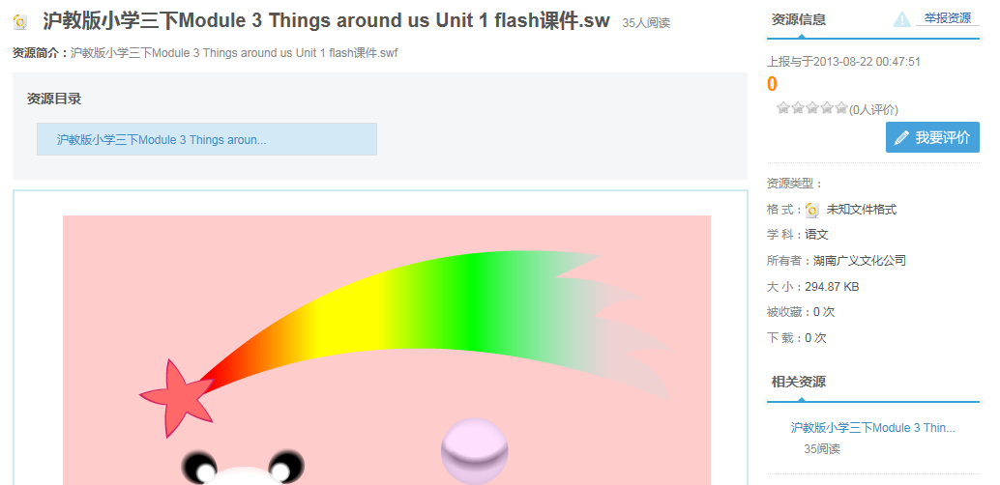 沪教版小学三下Module 3 Things around us Unit 1 flash课件.sw 35人阅读
资源简介：沪教版小学三下Module 3 Things around us Unit 1 flash课件.swf
资源目录
沪教版小学三下Module 3 Things aroun...
资源信息 举报资源
上报与于2013-08-22 00:47:51
0
(0人评价)
我要评价
资源类型：
格 式：未知文件格式
学 科：语文
所有者：湖南广义文化公司
大 小：294.87 KB
被收藏：0 次
下 载：0 次
相关资源
沪教版小学三下Module 3 Thin...
35阅读